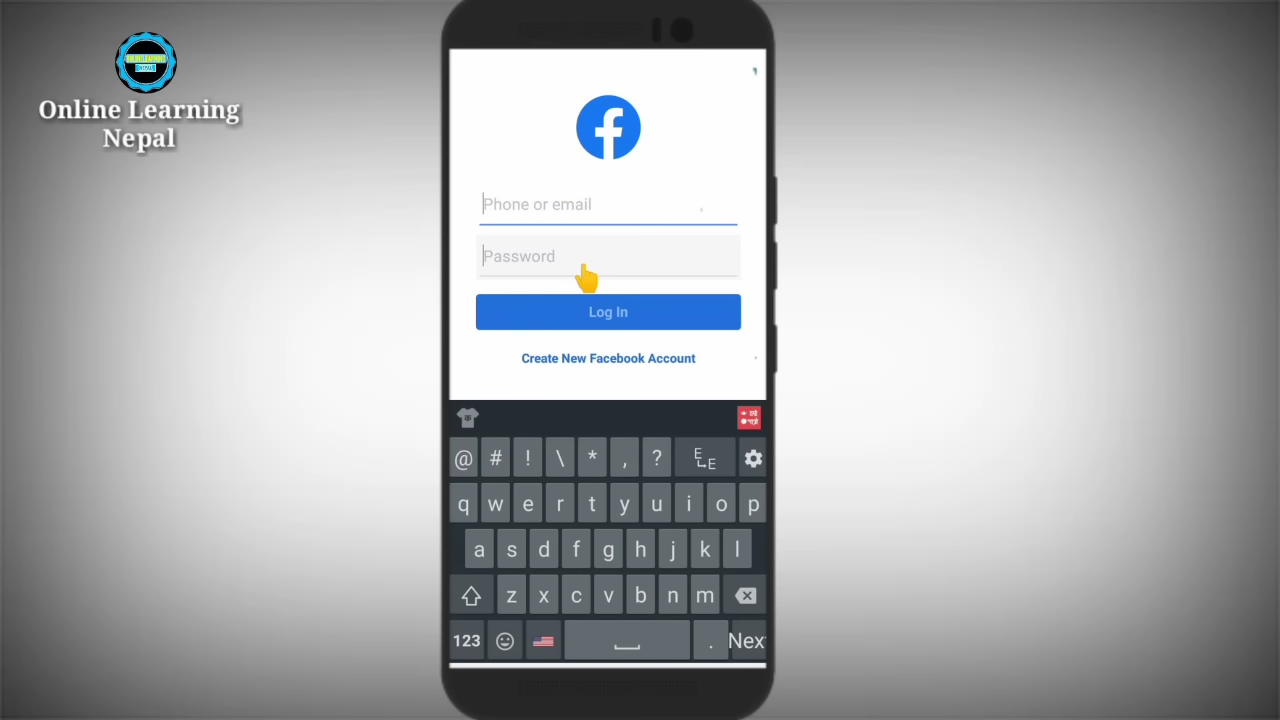 Online Learning
Nepal
Phone or email
Password
Log In
Create New Facebook Account
@ # ! \ * , ? E E
q w e r t y u i o p
a s d f g h j k l
z x c v b n m
123 . Nex